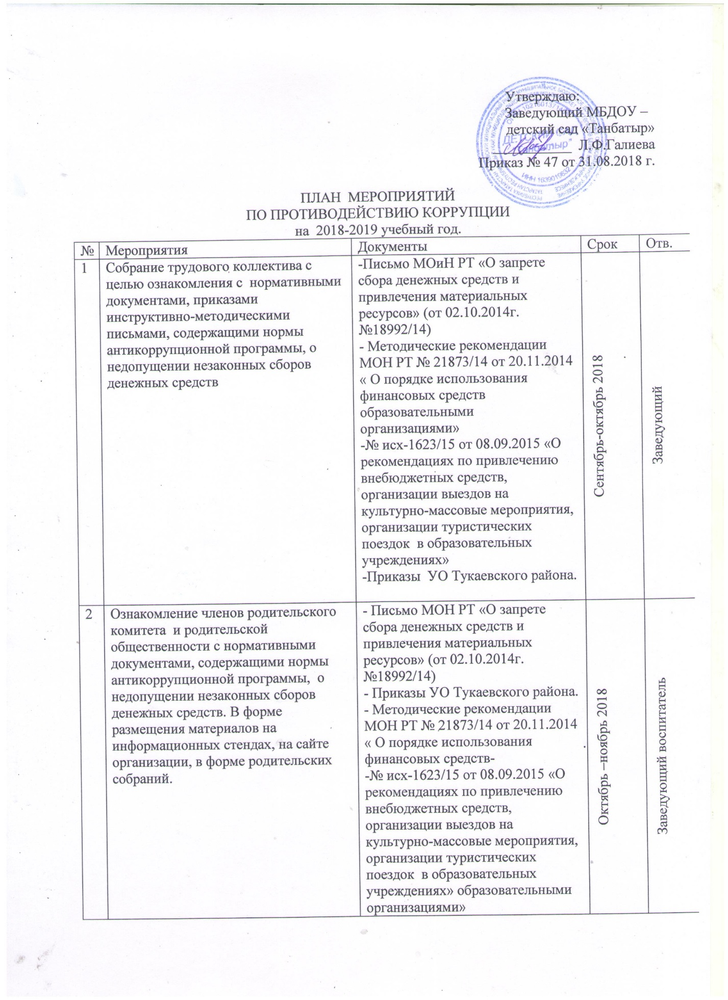 Утверждаю:
Заведующий МБДОУ –
детский сад «Танбатыр»
Л.Ф.Галиева
Приказ № 47 от 31.08.2018 г.
ДЕТСКИЙ САД
ИНН 1639019632
ПЛАН МЕРОПРИЯТИЙ
ПО ПРОТИВОДЕЙСТВИЮ КОРРУПЦИИ
на 2018-2019 учебный год.
№ Мероприятия Документы Срок Отв.
1
Собрание трудового коллектива с
целью ознакомления с нормативными
документами, приказами
инструктивно-методическими
письмами, содержащими нормы
антикоррупционной программы, о
недопущении незаконных сборов
денежных средств
-Письмо МОиН РТ «О запрете
сбора денежных средств и
привлечения материальных
ресурсов» (от 02.10.2014г.
№18992/14)
- Методические рекомендации
МОН РТ № 21873/14 от 20.11.2014
« О порядке использования
финансовых средств
образовательными
организациями»
-№ исх-1623/15 от 08.09.2015 «О
рекомендациях по привлечению
внебюджетных средств,
организации выездов на
культурно-массовые мероприятия,
организации туристических
поездок в образовательных
учреждениях»
-Приказы УО Тукаевского района.
Сентябрь-октябрь 2018
Заведующий
2
Ознакомление членов родительского
комитета и родительской
общественности с нормативными
документами, содержащими нормы
антикоррупционной программы, о
недопущении незаконных сборов
денежных средств. В форме
размещения материалов на
информационных стендах, на сайте
организации, в форме родительских
собраний.
- Письмо МОН РТ «О запрете
сбора денежных средств и
привлечения материальных
ресурсов» (от 02.10.2014г.
№18992/14)
- Приказы УО Тукаевского района.
- Методические рекомендации
МОН РТ № 21873/14 от 20.11.2014
« О порядке использования
финансовых средств-
-№ исх-1623/15 от 08.09.2015 «О
рекомендациях по привлечению
внебюджетных средств,
организации выездов на
культурно-массовые мероприятия,
организации туристических
поездок в образовательных
учреждениях» образовательными
организациями»
Октябрь –ноябрь 2018
Заведующий воспитатель